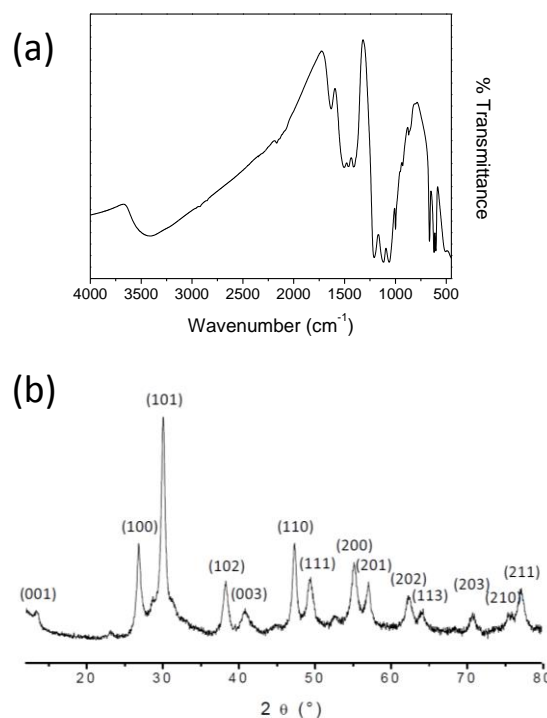 (a)
% Transmittance
4000 3500 3000 2500 2000 1500 1000 500
Wavenumber (cm⁻¹)
(b)
(101)
(100)
(110)
(200)
(102)
(111)
(201)
(211)
(001)
(003)
(202)
(203)
(113)
(210)
20 30 40 50 60 70 80
2 θ (°)